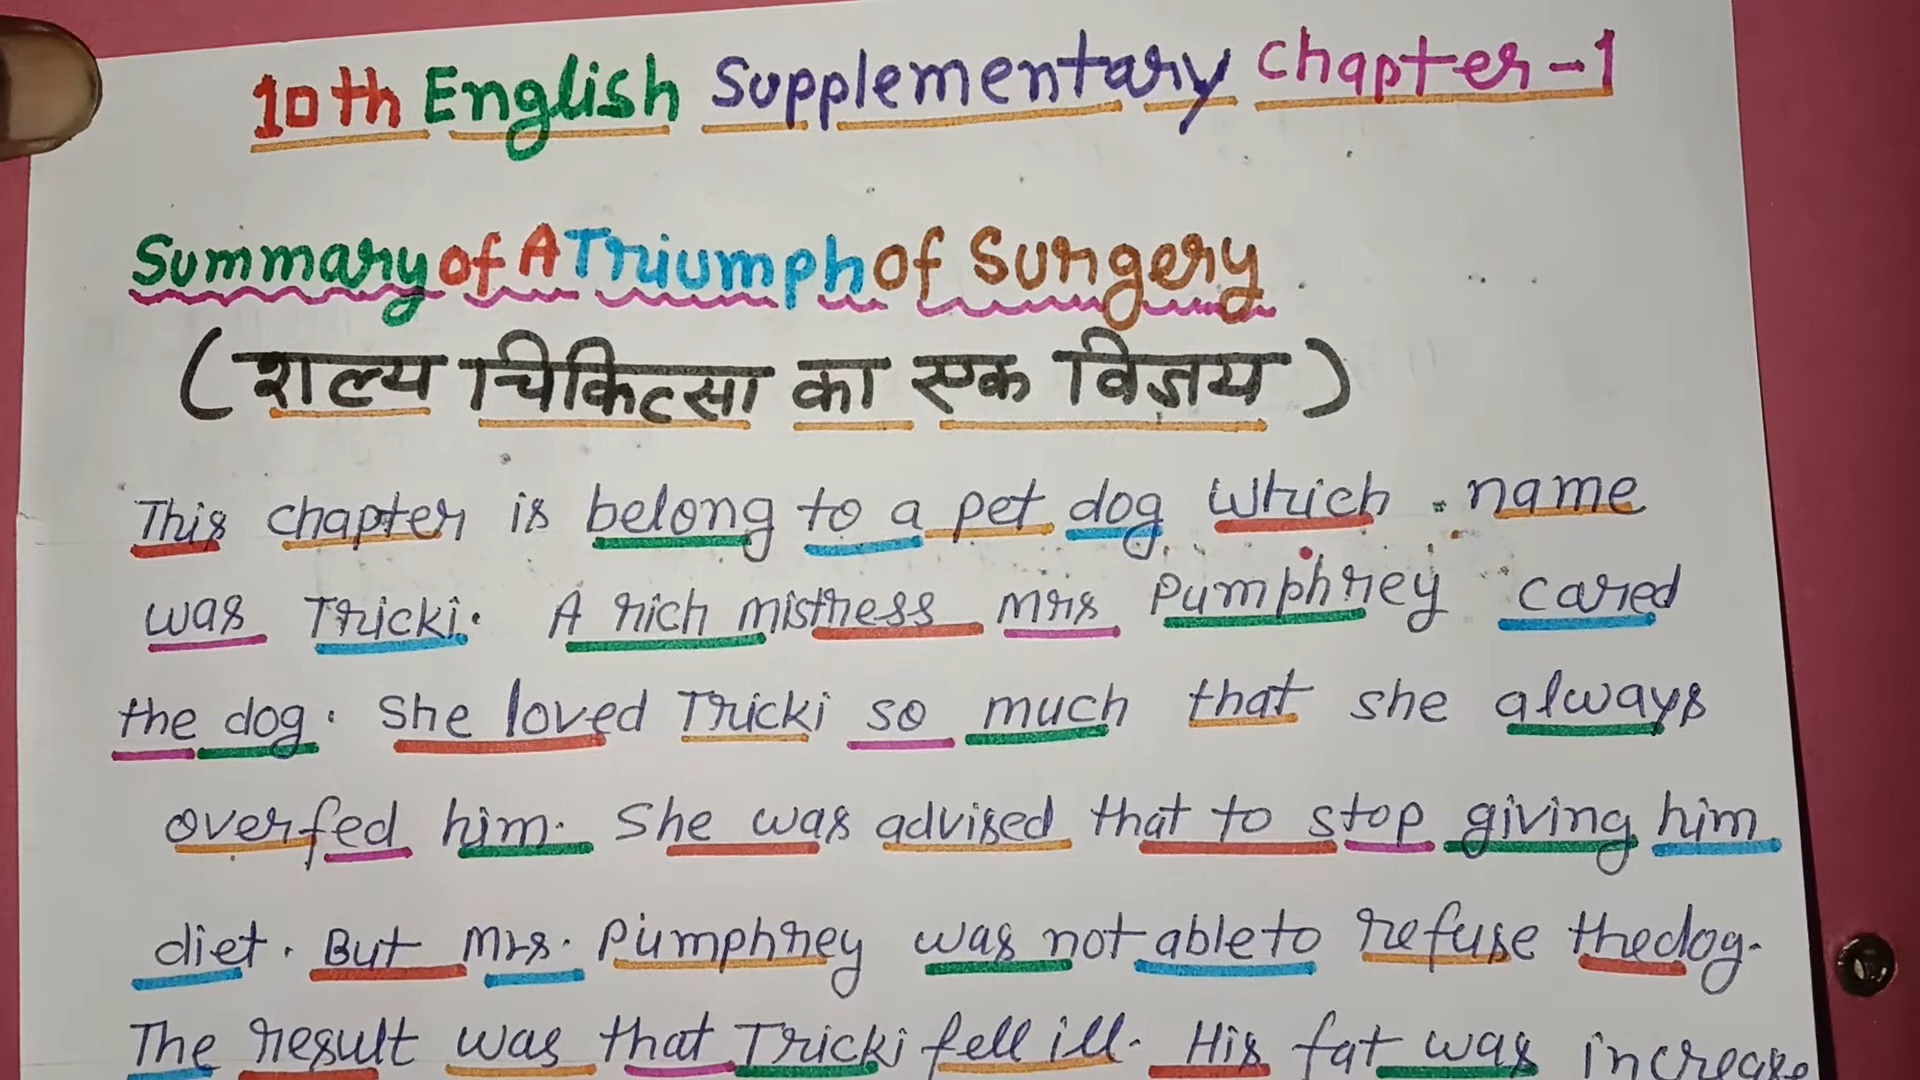 10th English Supplementary Chapter-1
Summary of A Triumph of Surgery
(शल्य चिकित्सा का एक विजय)
This chapter is belong to a pet dog which name
was Tricki. A rich mistress Mrs Pumphrey cared
the dog. She loved Tricki so much that she always
overfed him. She was advised that to stop giving him
diet. But Mrs. Pumphrey was not able to refuse the dog.
The result was that Tricki fell ill. His fat was increase